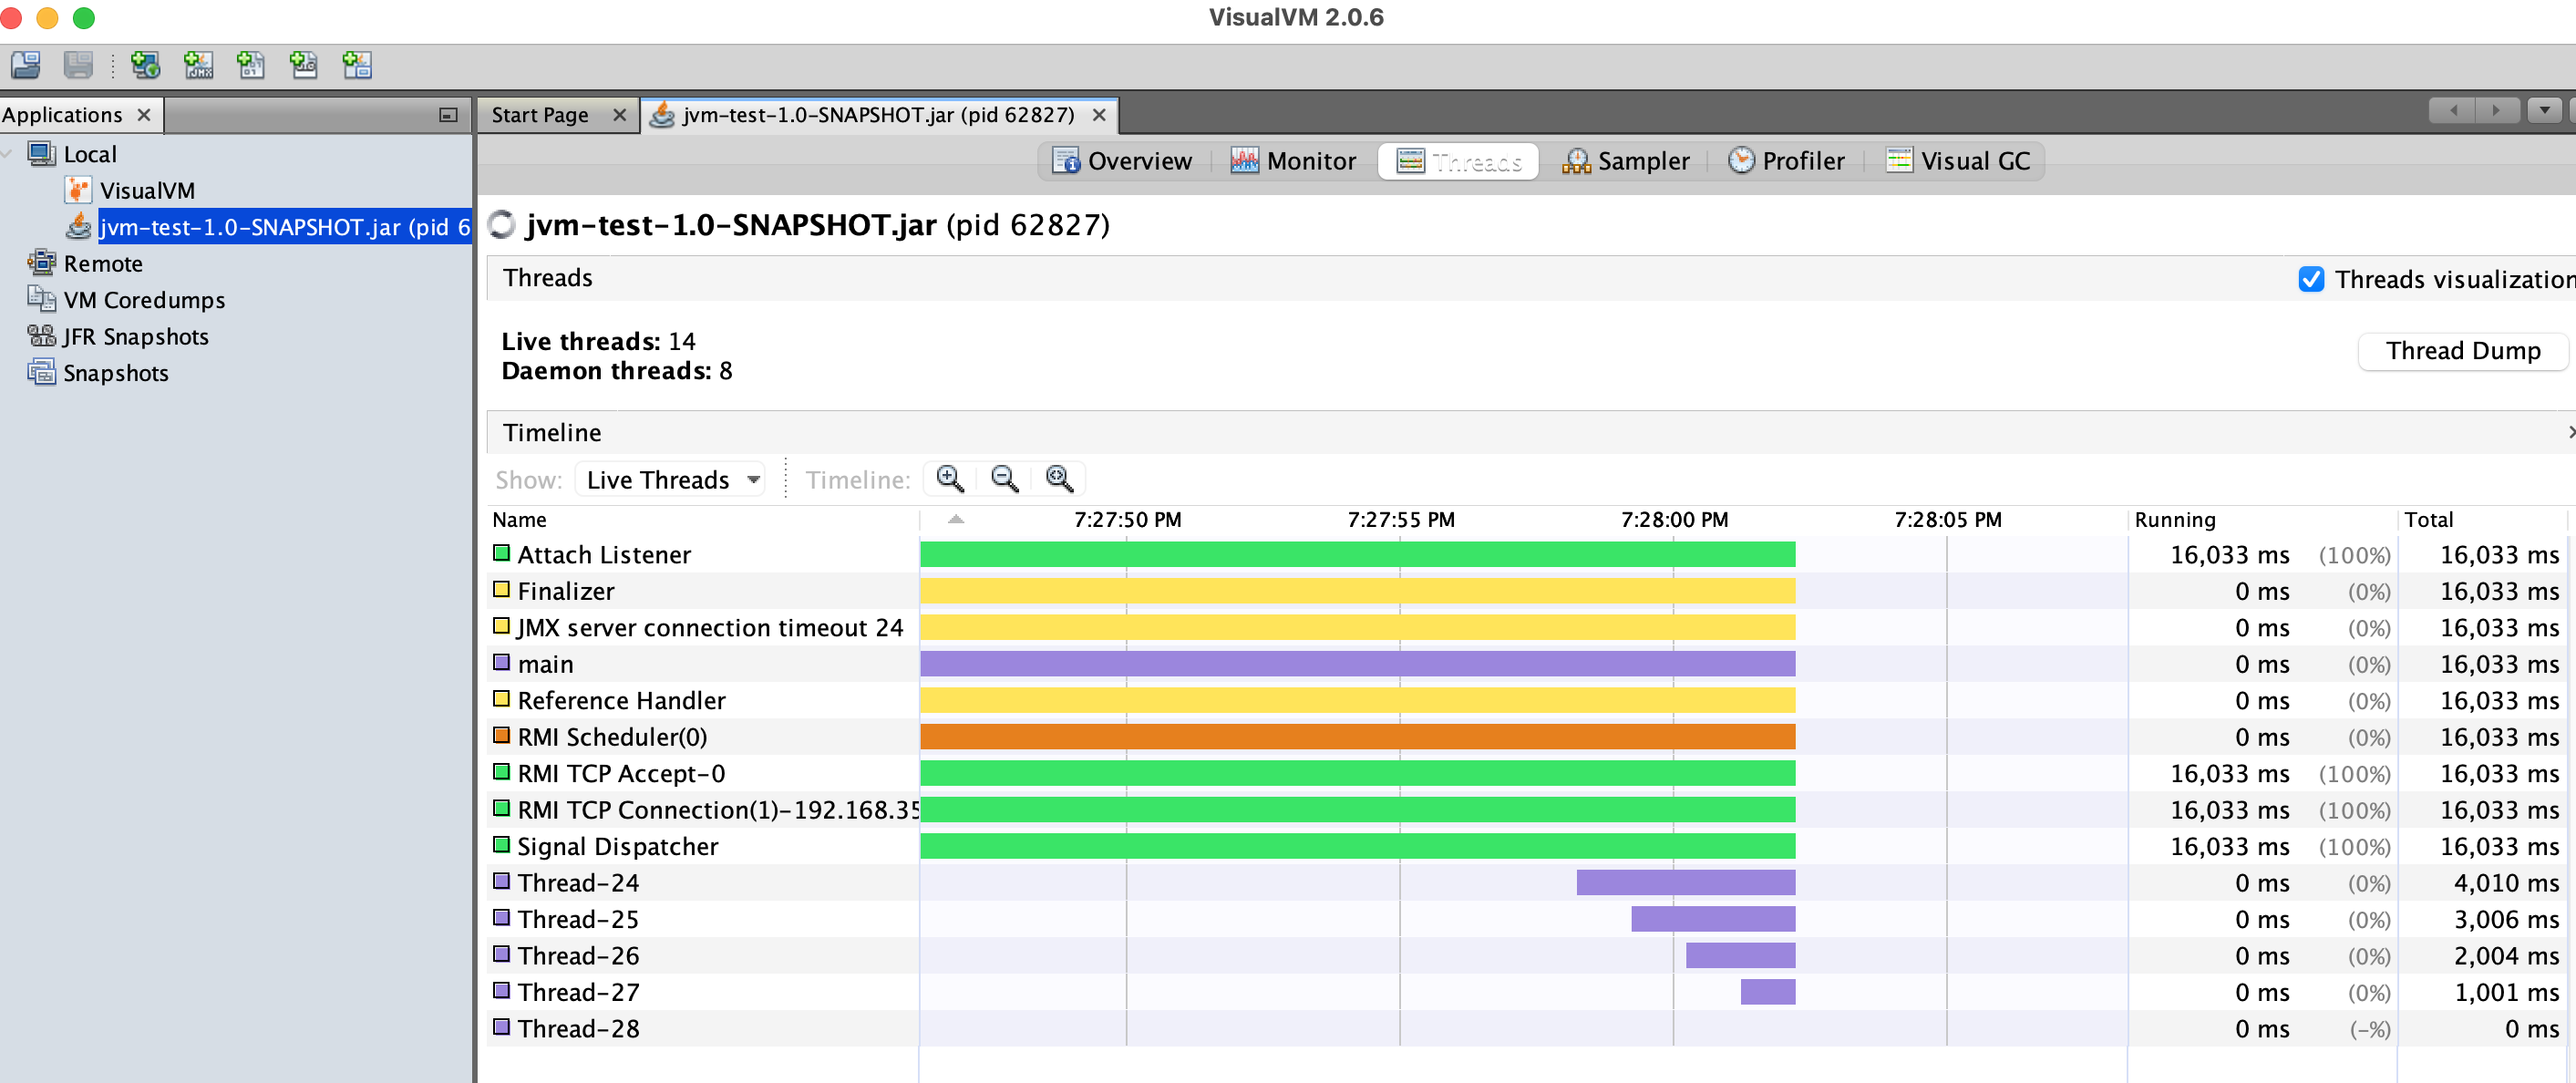 VisualVM 2.0.6
Applications
Start Page
jvm-test-1.0-SNAPSHOT.jar (pid 62827)
Local
VisualVM
jvm-test-1.0-SNAPSHOT.jar (pid 6
Remote
VM Coredumps
JFR Snapshots
Snapshots
Overview Monitor Threads Sampler Profiler Visual GC
jvm-test-1.0-SNAPSHOT.jar (pid 62827)
Threads
Threads visualization
Live threads: 14
Daemon threads: 8
Thread Dump
Timeline
Show: Live Threads Timeline:
Name 7:27:50 PM 7:27:55 PM 7:28:00 PM 7:28:05 PM Running Total
Attach Listener 16,033 ms (100%) 16,033 ms
Finalizer 0 ms (0%) 16,033 ms
JMX server connection timeout 24 0 ms (0%) 16,033 ms
main 0 ms (0%) 16,033 ms
Reference Handler 0 ms (0%) 16,033 ms
RMI Scheduler(0) 0 ms (0%) 16,033 ms
RMI TCP Accept-0 16,033 ms (100%) 16,033 ms
RMI TCP Connection(1)-192.168.35 16,033 ms (100%) 16,033 ms
Signal Dispatcher 16,033 ms (100%) 16,033 ms
Thread-24 0 ms (0%) 4,010 ms
Thread-25 0 ms (0%) 3,006 ms
Thread-26 0 ms (0%) 2,004 ms
Thread-27 0 ms (0%) 1,001 ms
Thread-28 0 ms (-%) 0 ms